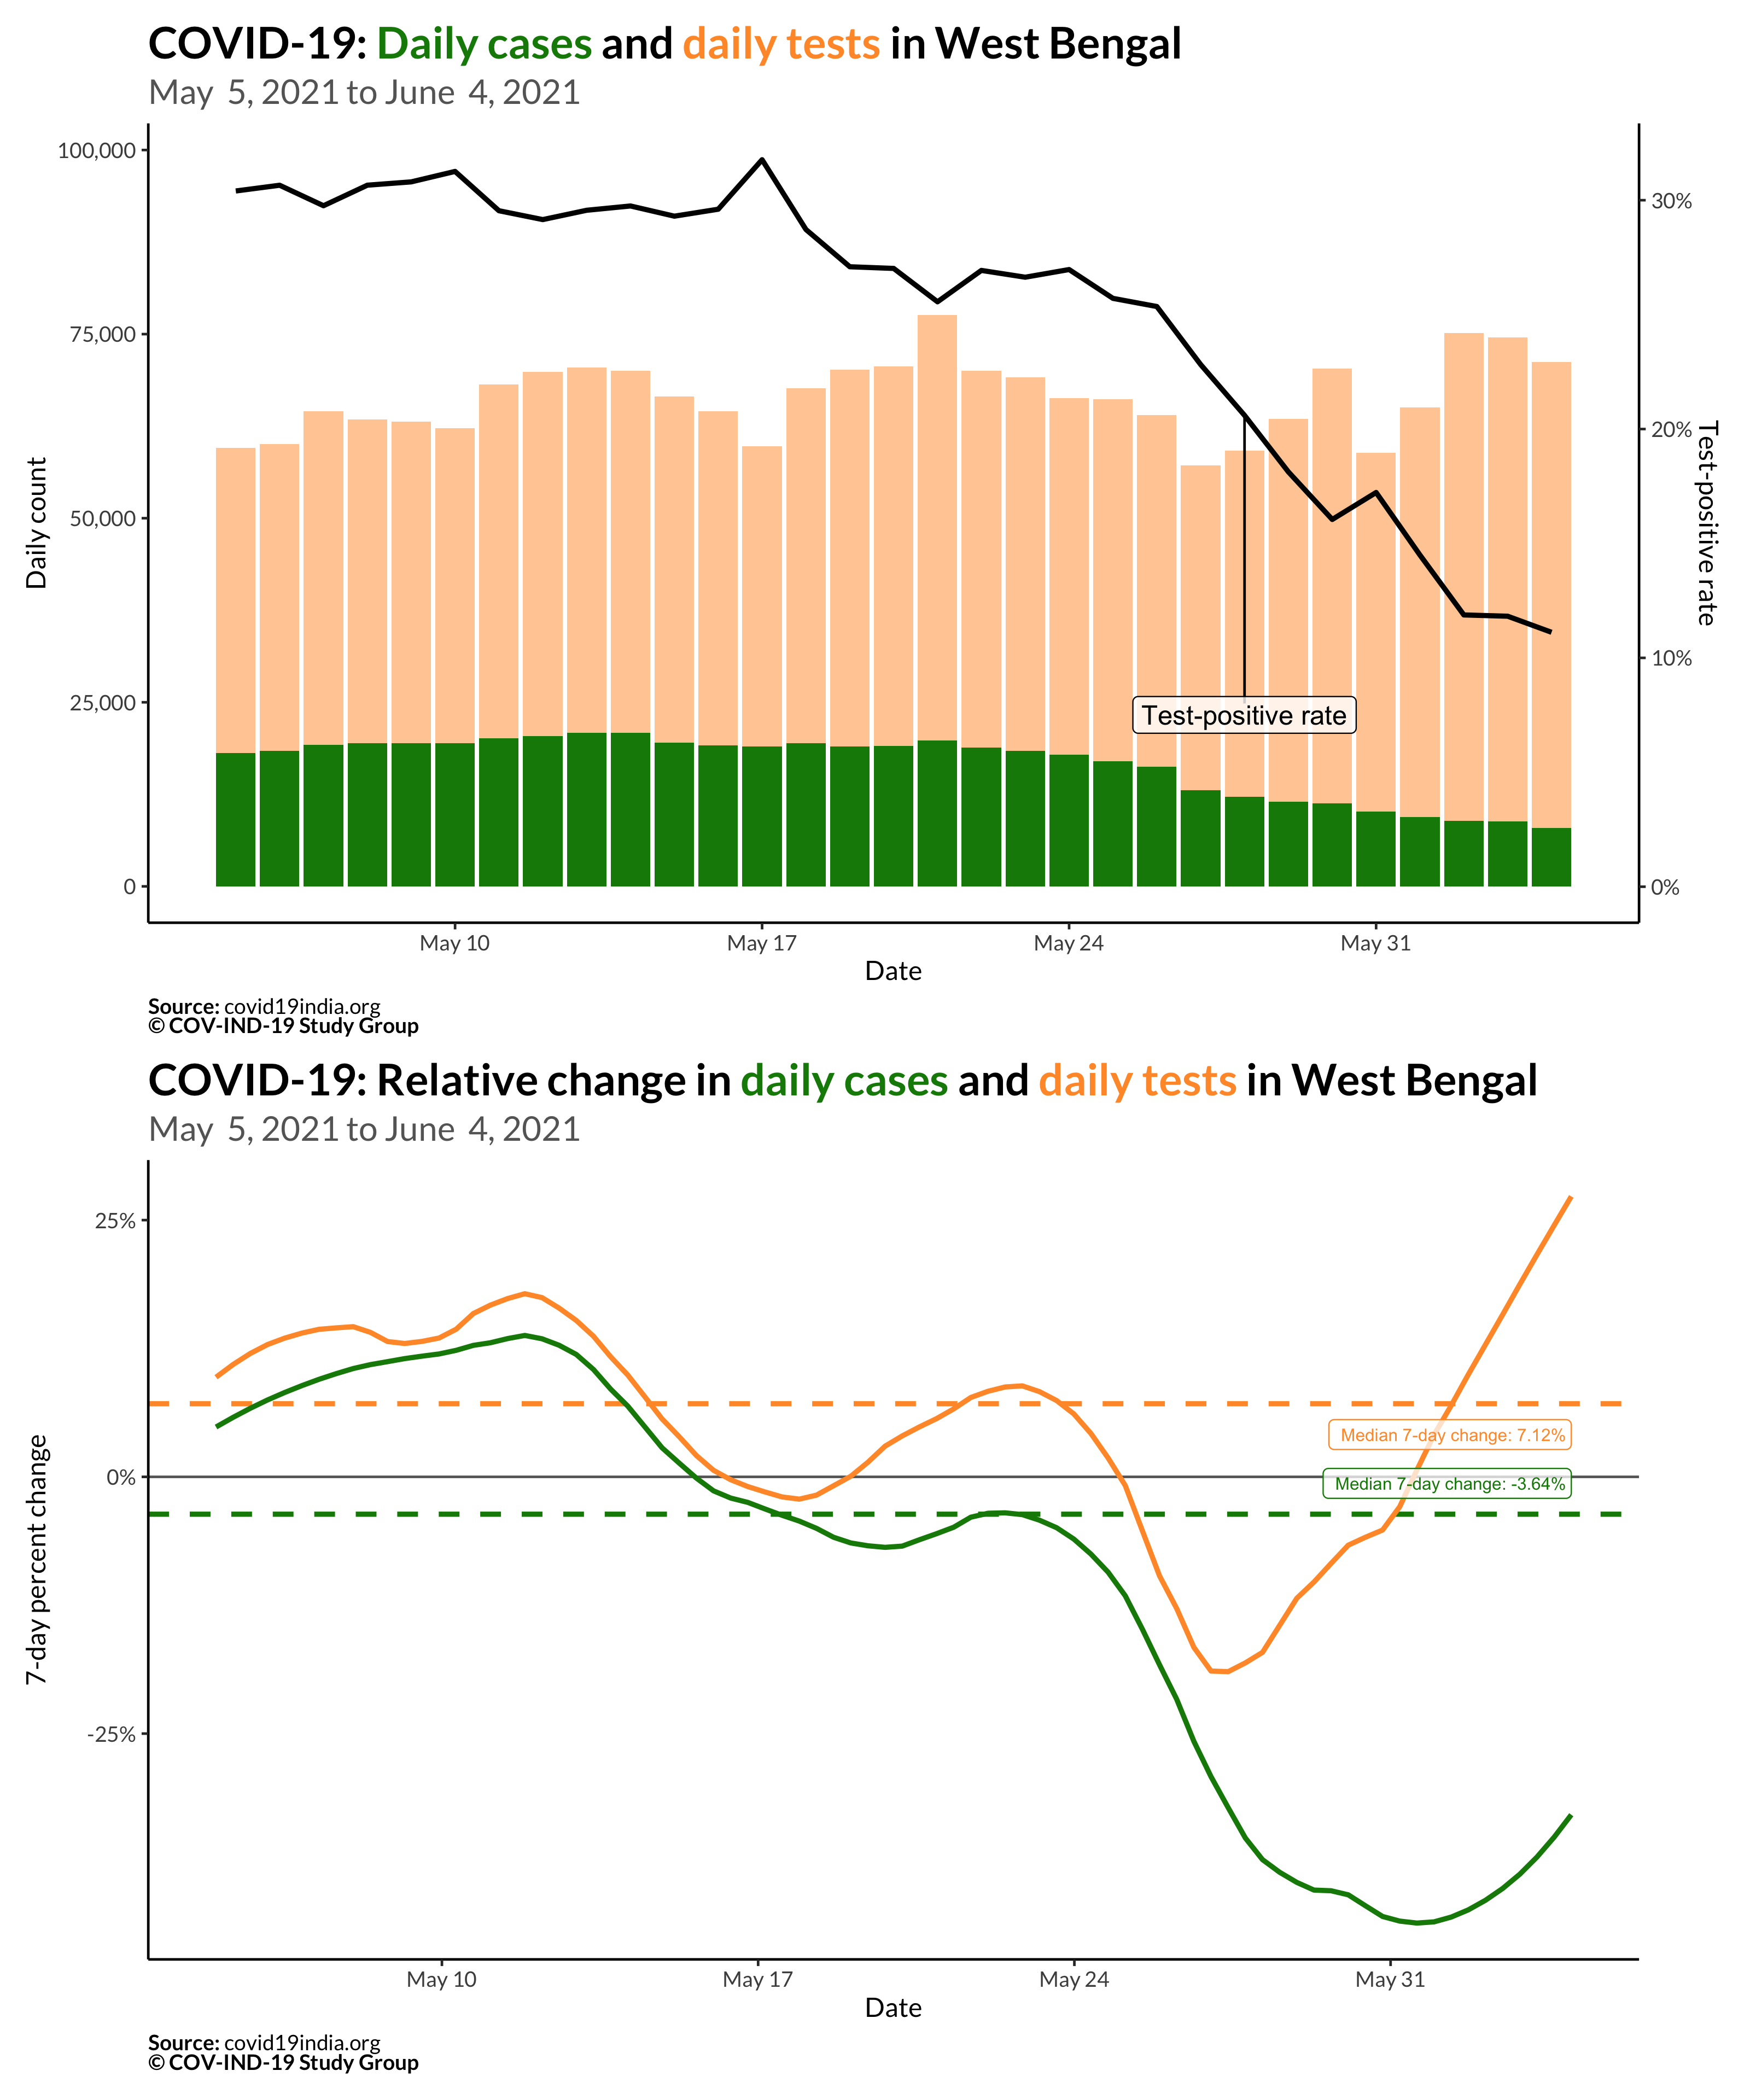 COVID-19: Daily cases and daily tests in West Bengal
May 5, 2021 to June 4, 2021
100,000
75,000
50,000
25,000
0
Daily count
30%
20%
10%
0%
Test-positive rate
Test-positive rate
May 10
May 17
May 24
May 31
Date
Source: covid19india.org
© COV-IND-19 Study Group
COVID-19: Relative change in daily cases and daily tests in West Bengal
May 5, 2021 to June 4, 2021
25%
0%
-25%
7-day percent change
Median 7-day change: 7.12%
Median 7-day change: -3.64%
May 10
May 17
May 24
May 31
Date
Source: covid19india.org
© COV-IND-19 Study Group